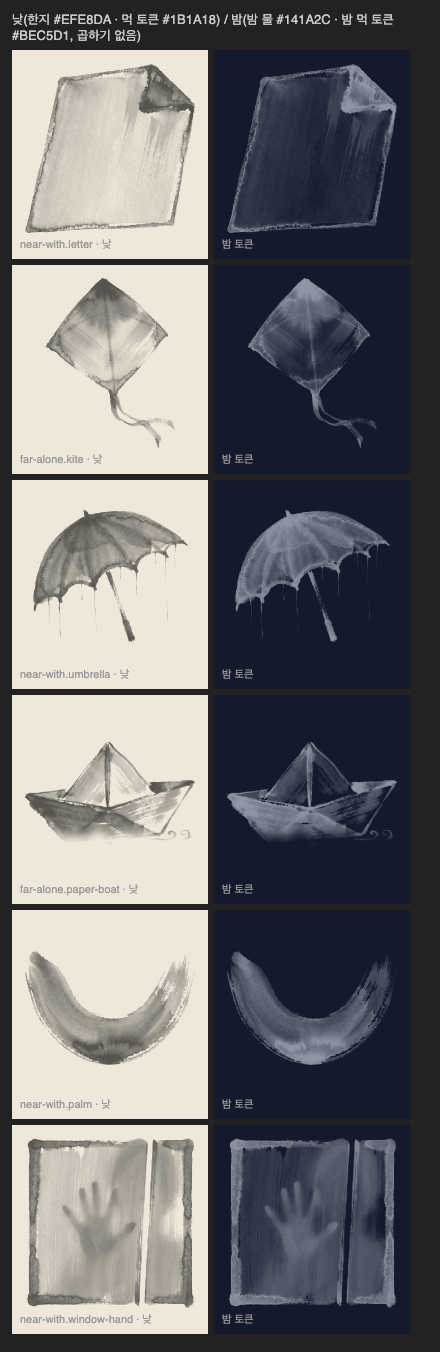 낮(한지 #EFE8DA · 먹 토큰 #1B1A18) / 밤(밤 물 #141A2C · 밤 먹 토큰
#BEC5D1, 곱하기 없음)
near-with.letter · 낮
밤 토큰
far-alone.kite · 낮
밤 토큰
near-with.umbrella · 낮
밤 토큰
far-alone.paper-boat · 낮
밤 토큰
near-with.palm · 낮
밤 토큰
near-with.window-hand · 낮
밤 토큰